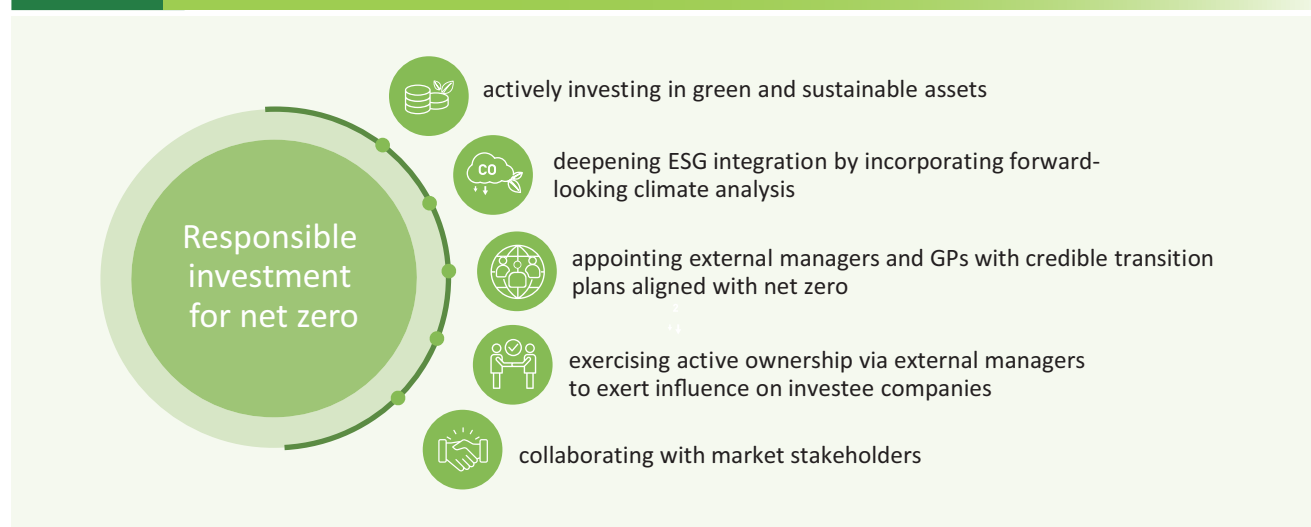 Responsible
investment
for net zero
actively investing in green and sustainable assets
CO
deepening ESG integration by incorporating forward-
looking climate analysis
appointing external managers and GPs with credible transition
plans aligned with net zero
exercising active ownership via external managers
to exert influence on investee companies
collaborating with market stakeholders